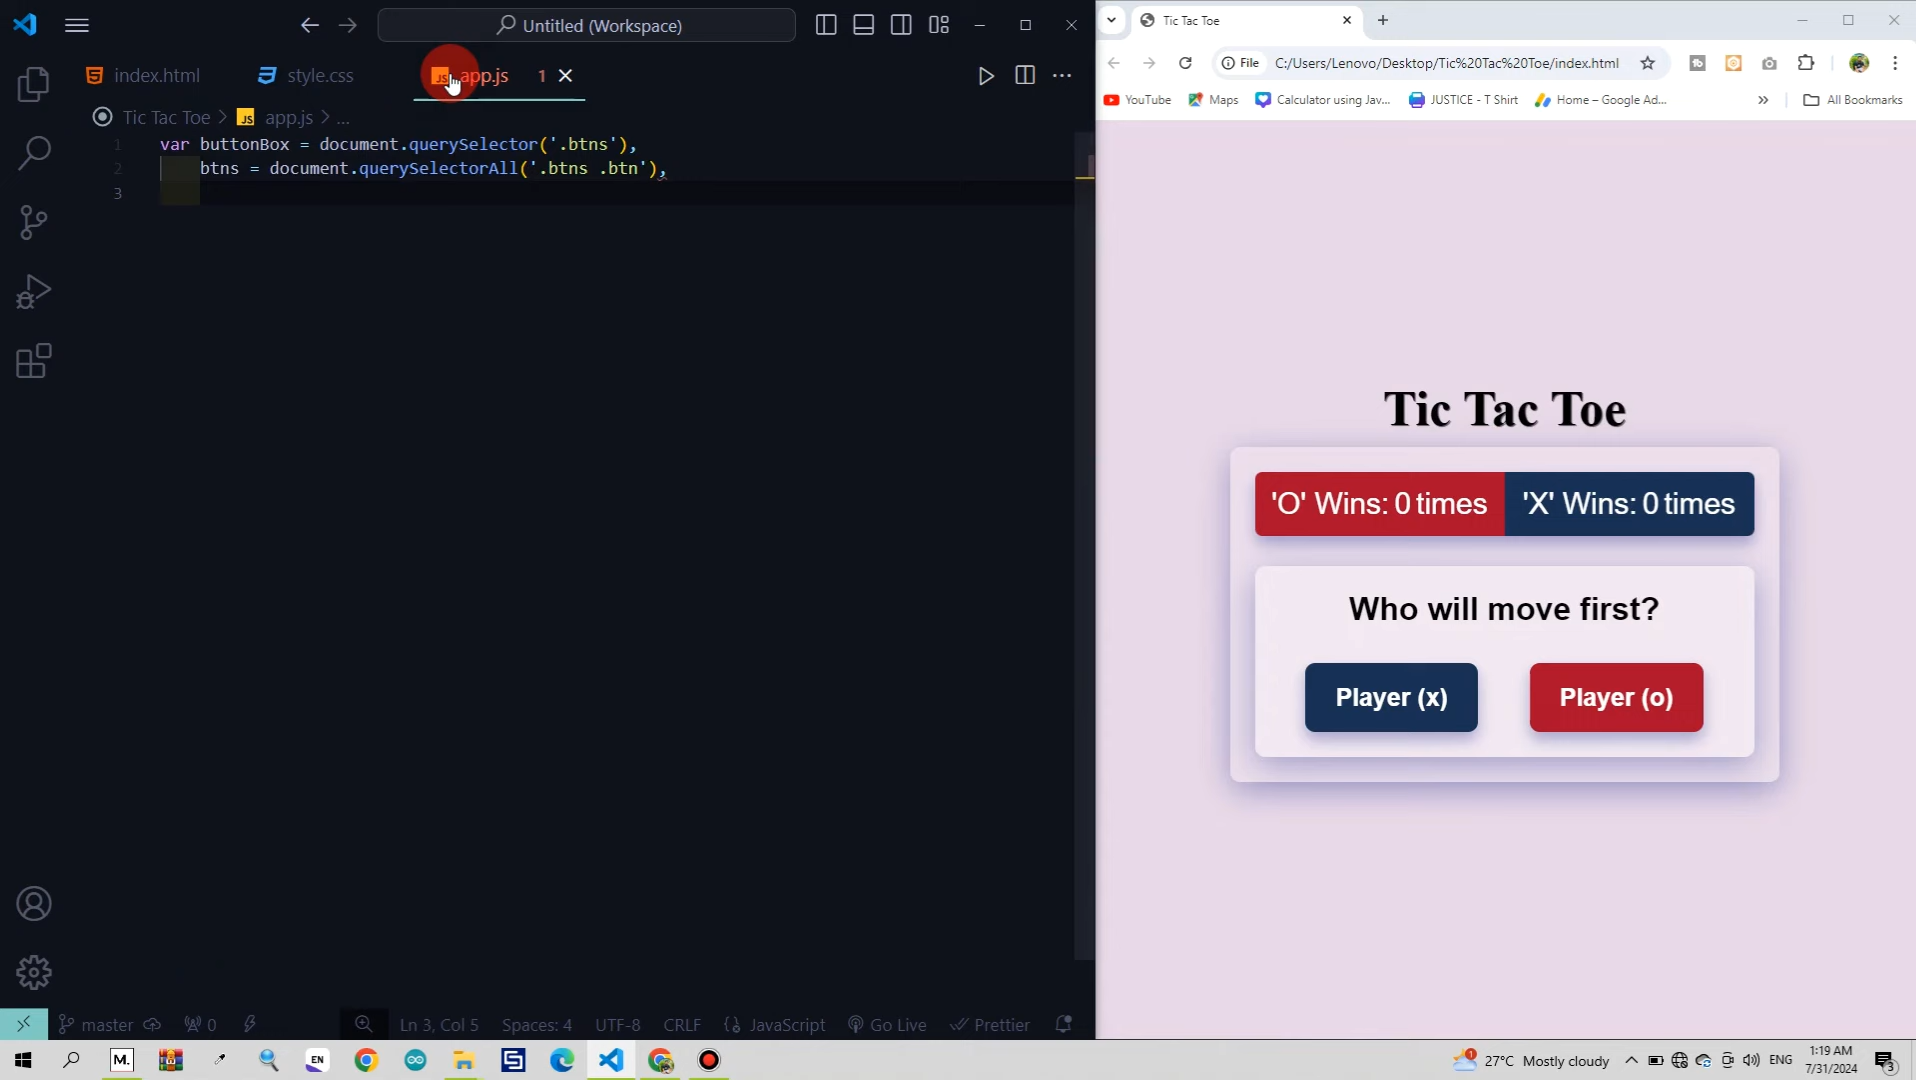 Untitled (Workspace)
index.html
style.css
app.js 1
Tic Tac Toe > JS app.js > ...
1 var buttonBox = document.querySelector('.btns'),
2 btns = document.querySelectorAll('.btns .btn'),
3
master
0
Ln 3, Col 5
Spaces: 4
UTF-8
CRLF
JavaScript
Go Live
Prettier
Tic Tac Toe
File
C:/Users/Lenovo/Desktop/Tic%20Tac%20Toe/index.html
YouTube
Maps
Calculator using Jav...
JUSTICE - T Shirt
Home – Google Ad...
All Bookmarks
Tic Tac Toe
'O' Wins: 0 times
'X' Wins: 0 times
Who will move first?
Player (x)
Player (o)
M.
EN
27°C Mostly cloudy
ENG
1:19 AM
7/31/2024
3